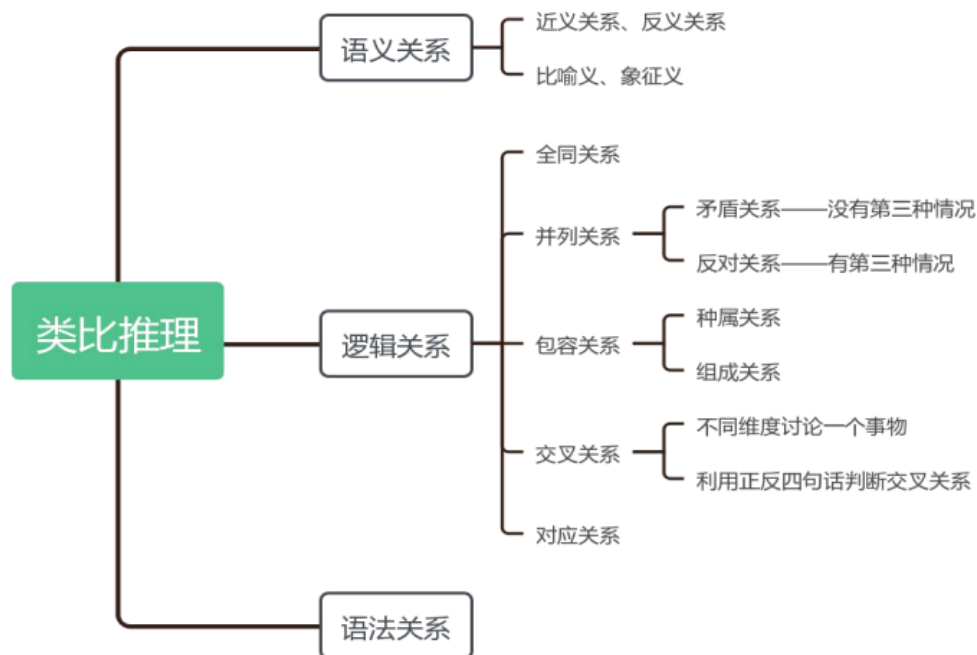 类比推理
语义关系
近义关系、反义关系
比喻义、象征义
逻辑关系
全同关系
并列关系
矛盾关系——没有第三种情况
反对关系——有第三种情况
包容关系
种属关系
组成关系
交叉关系
不同维度讨论一个事物
利用正反四句话判断交叉关系
对应关系
语法关系